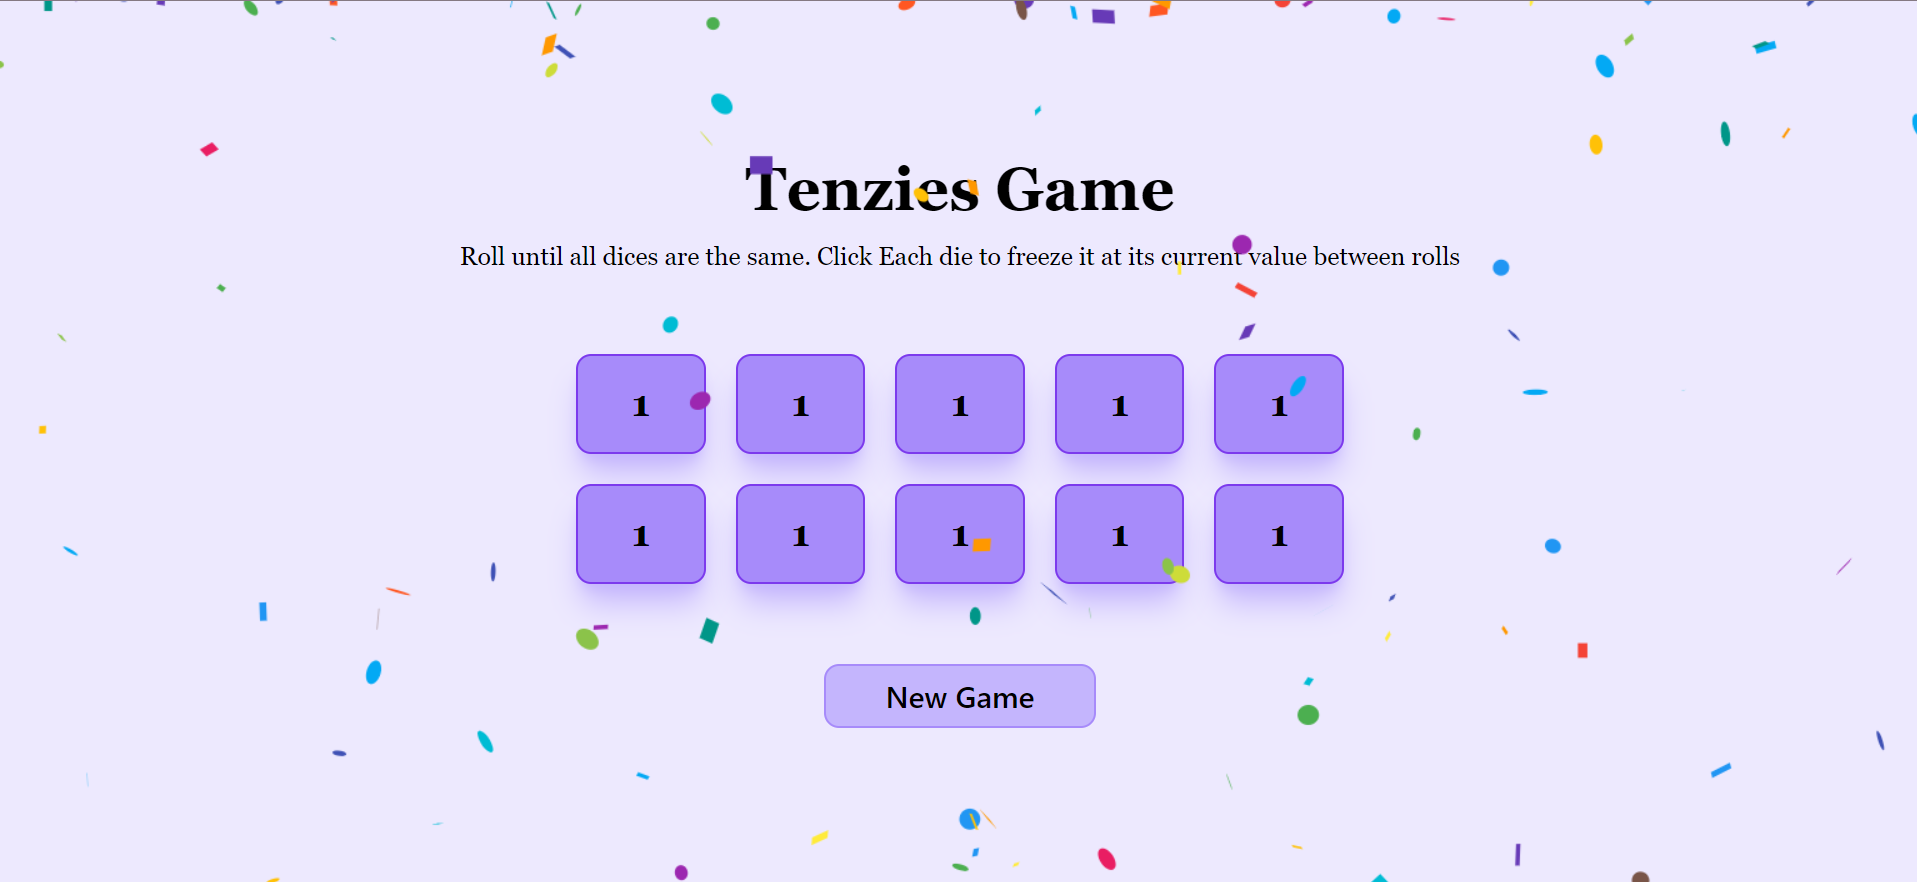 Tenzies Game
Roll until all dices are the same. Click Each die to freeze it at its current value between rolls
1 1 1 1 1
1 1 1 1 1
New Game